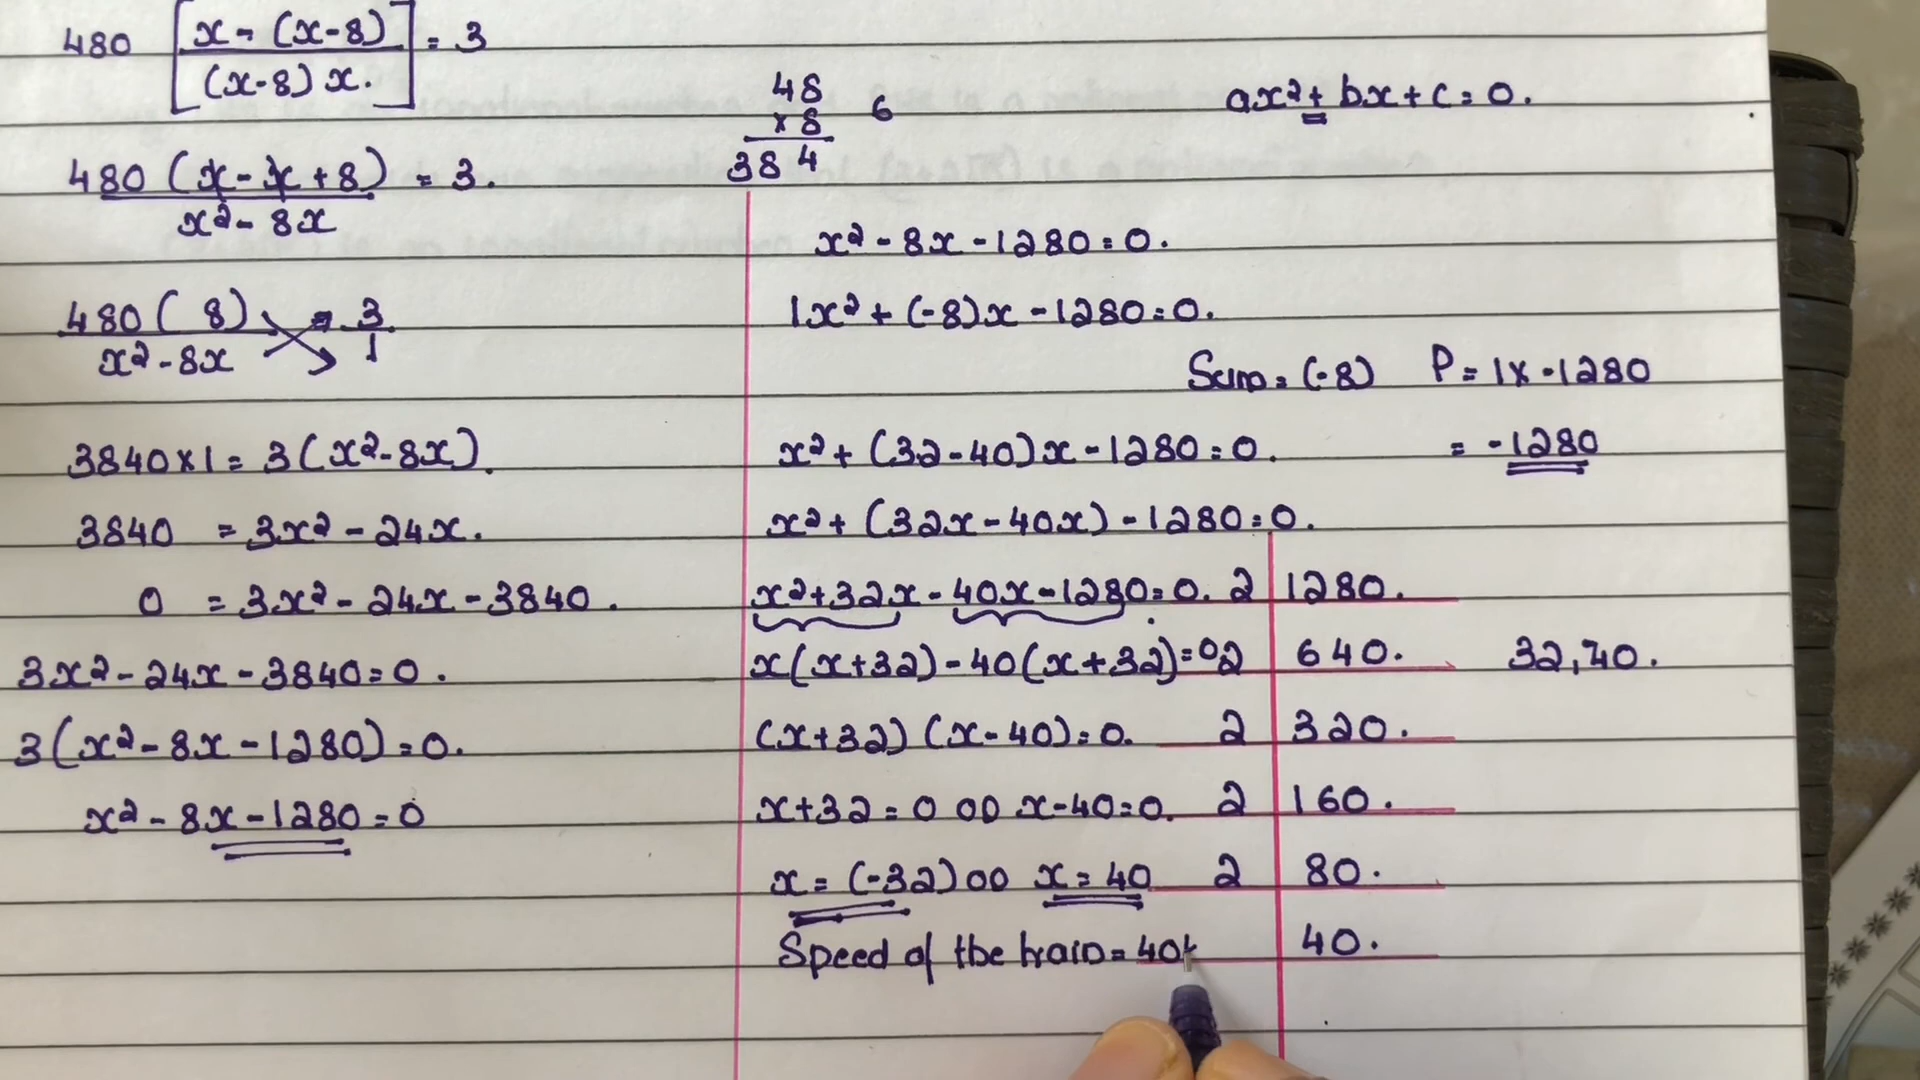 480 [x - (x-8) / (x-8) x.] = 3
480 (x - x + 8) / x² - 8x = 3.
480 ( 8) / x² - 8x = 3/1
3840 x 1 = 3 (x² - 8x).
3840 = 3x² - 24x.
0 = 3x² - 24x - 3840.
3x² - 24x - 3840 = 0.
3(x² - 8x - 1280) = 0.
x² - 8x - 1280 = 0
48
x 8
384
6
ax² + bx + c = 0.
x² - 8x - 1280 = 0.
1x² + (-8)x - 1280 = 0.
Sum = (-8) P = 1x -1280
= -1280
x² + (32-40)x - 1280 = 0.
x² + (32x - 40x) - 1280 = 0.
x² + 32x - 40x - 1280 = 0.
x(x+32) - 40(x+32) = 0
(x+32) (x-40) = 0.
x+32 = 0 or x-40 = 0.
x = (-32) or x = 40
Speed of the train = 40k
2 | 1280.
2 | 640.
2 | 320.
2 | 160.
2 | 80.
40.
32, 40.